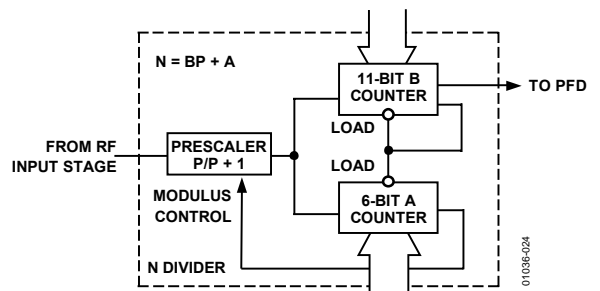 N = BP + A
11-BIT B
COUNTER
TO PFD
LOAD
FROM RF
INPUT STAGE
PRESCALER
P/P + 1
LOAD
MODULUS
CONTROL
6-BIT A
COUNTER
N DIVIDER
01036-024